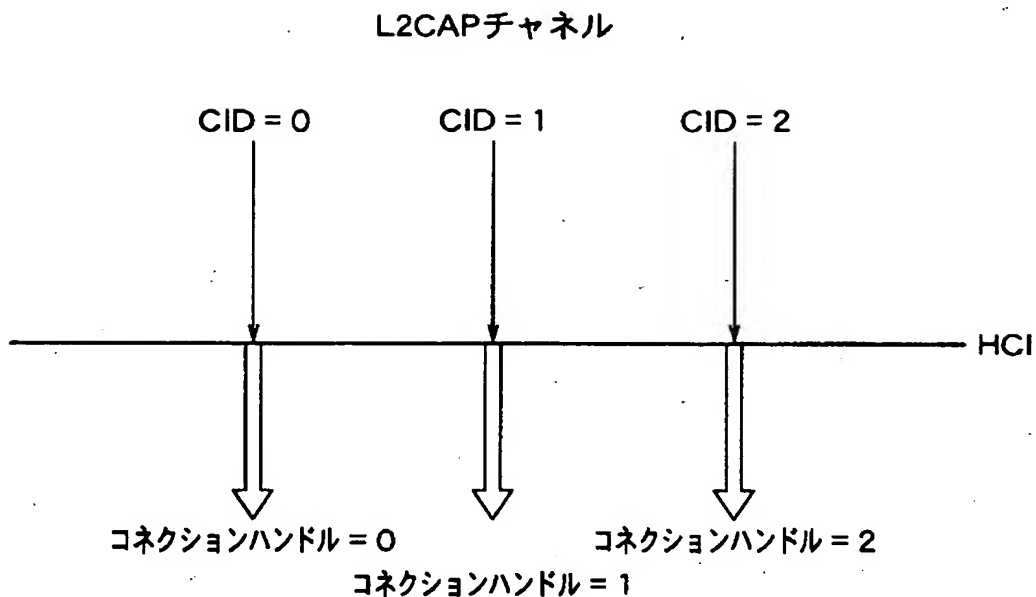 L2CAPチャネル
CID = 0
CID = 1
CID = 2
HCI
コネクションハンドル = 0
コネクションハンドル = 2
コネクションハンドル = 1